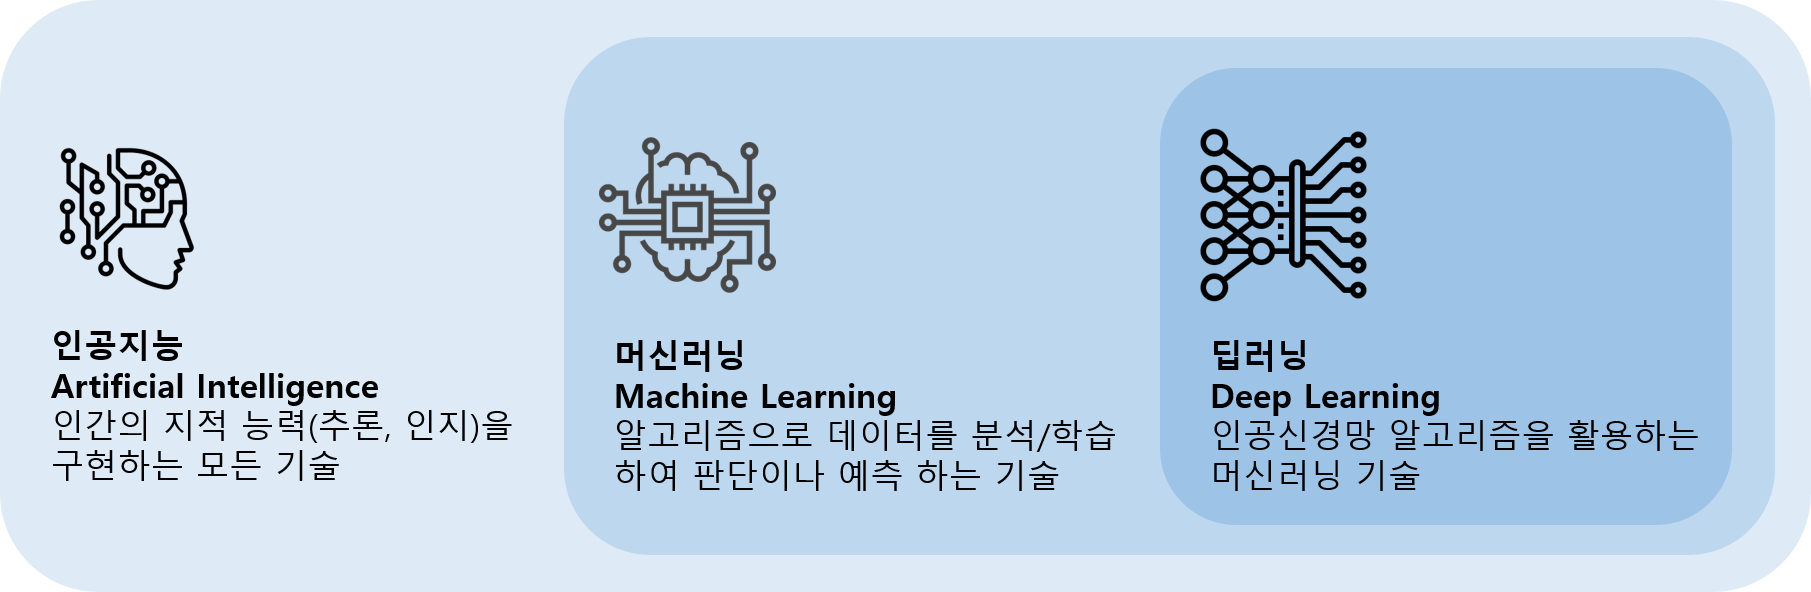 인공지능
Artificial Intelligence
인간의 지적 능력(추론, 인지)을
구현하는 모든 기술
머신러닝
Machine Learning
알고리즘으로 데이터를 분석/학습
하여 판단이나 예측 하는 기술
딥러닝
Deep Learning
인공신경망 알고리즘을 활용하는
머신러닝 기술